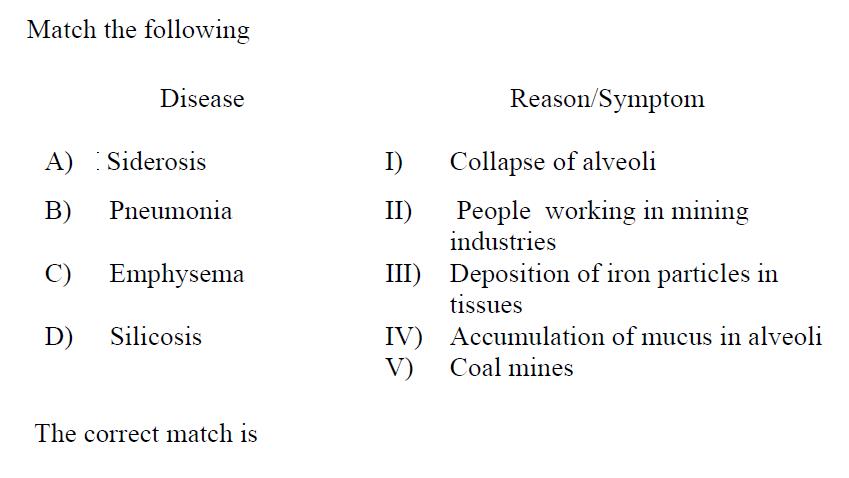 Match the following
Disease Reason/Symptom
A) Siderosis I) Collapse of alveoli
B) Pneumonia II) People working in mining
industries
C) Emphysema III) Deposition of iron particles in
tissues
D) Silicosis IV) Accumulation of mucus in alveoli
V) Coal mines
The correct match is